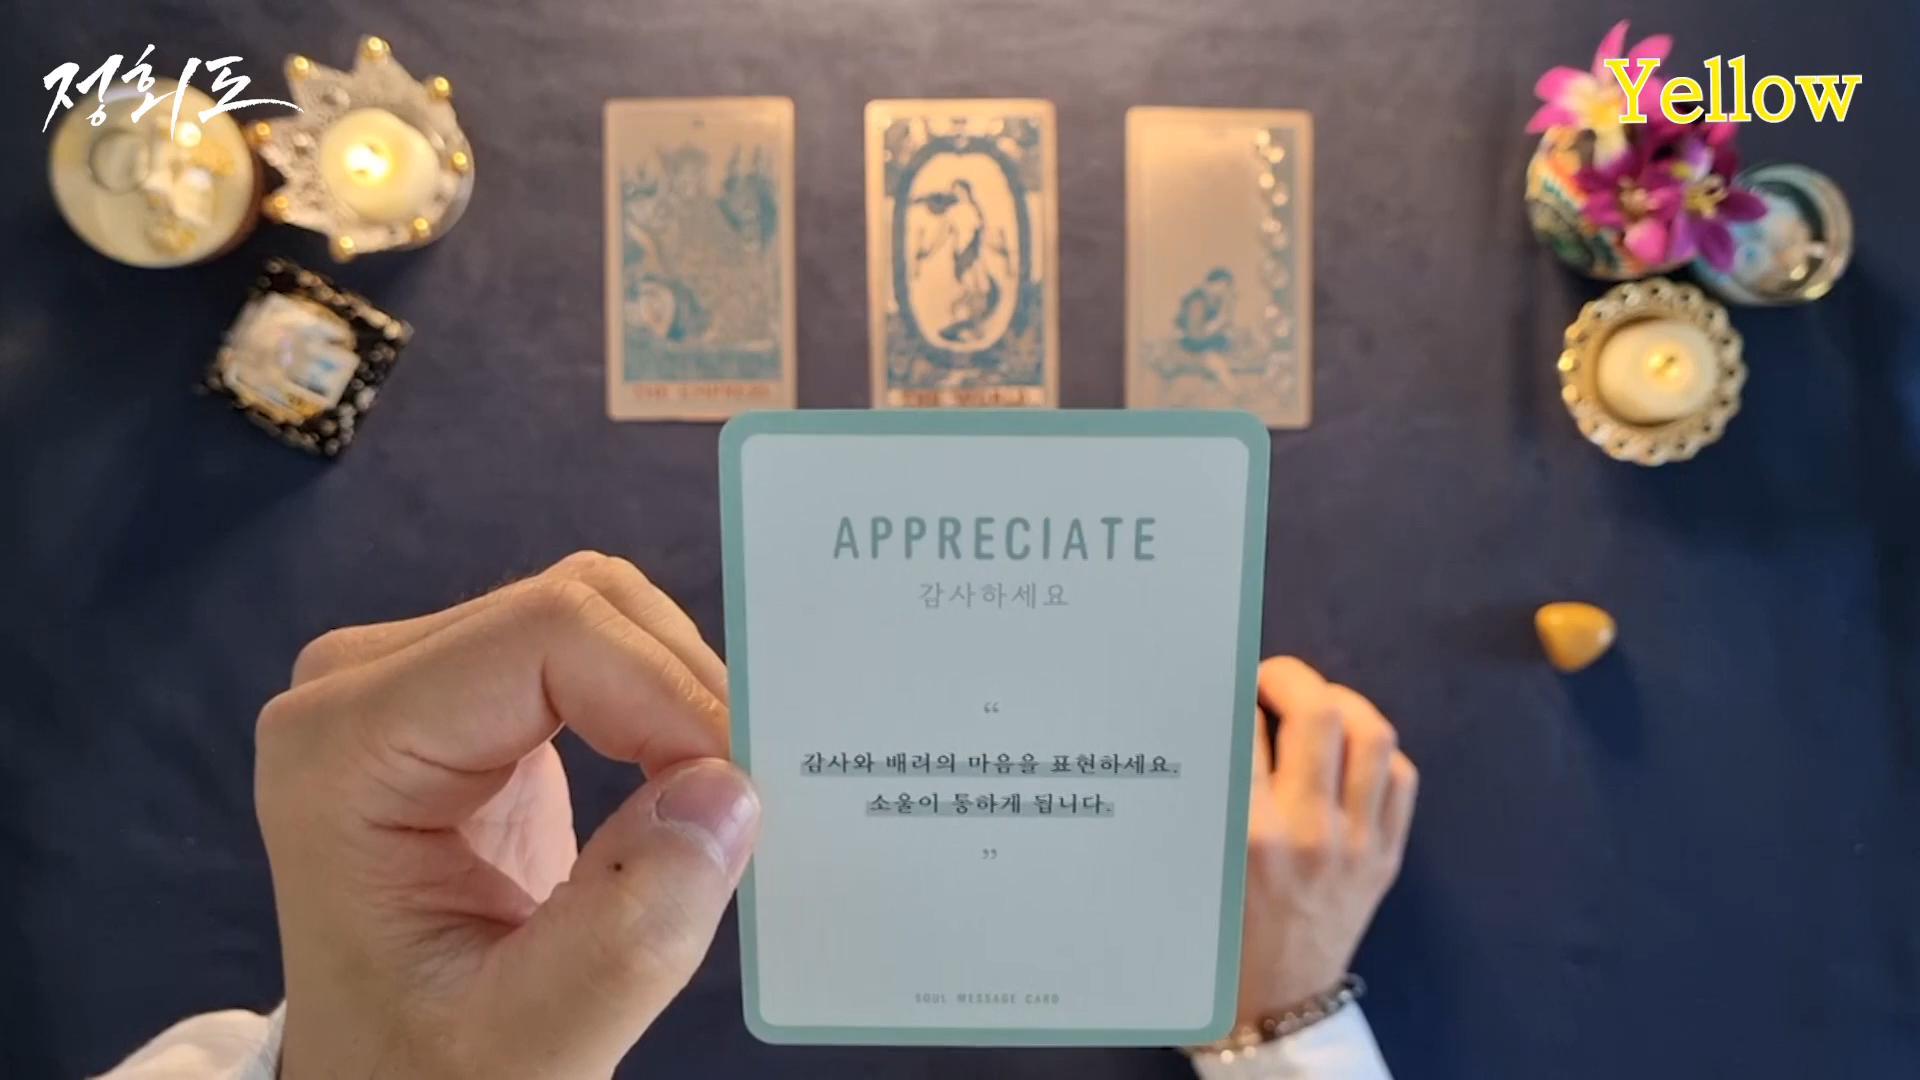 정회도
Yellow
APPRECIATE
감사하세요
“
감사와 배려의 마음을 표현하세요.
소울이 통하게 됩니다.
”
SOUL MESSAGE CARD